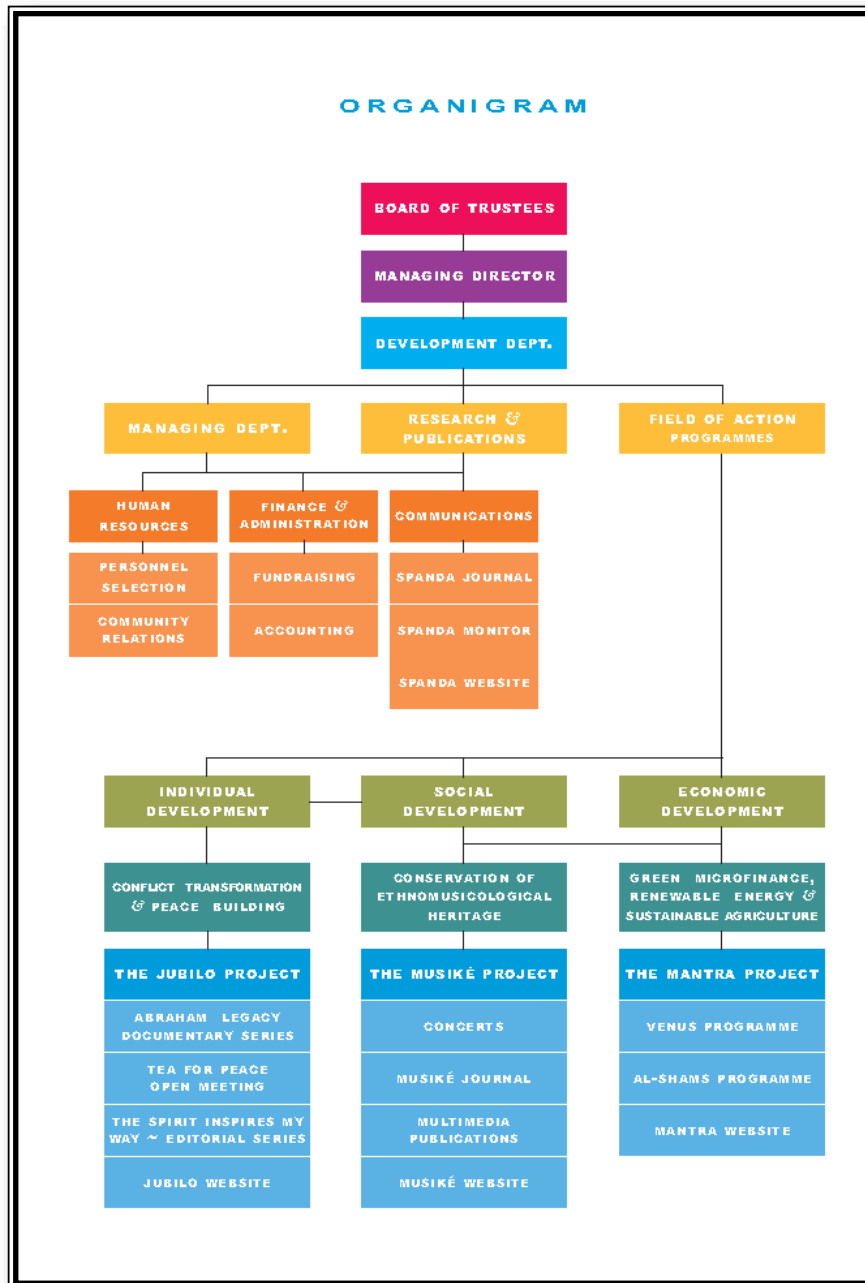 ORGANIGRAM
BOARD OF TRUSTEES
MANAGING DIRECTOR
DEVELOPMENT DEPT.
MANAGING DEPT.
RESEARCH &
PUBLICATIONS
FIELD OF ACTION
PROGRAMMES
HUMAN
RESOURCES
FINANCE &
ADMINISTRATION
COMMUNICATIONS
PERSONNEL
SELECTION
FUNDRAISING
SPANDA JOURNAL
COMMUNITY
RELATIONS
ACCOUNTING
SPANDA MONITOR
SPANDA WEBSITE
INDIVIDUAL
DEVELOPMENT
SOCIAL
DEVELOPMENT
ECONOMIC
DEVELOPMENT
CONFLICT TRANSFORMATION
& PEACE BUILDING
CONSERVATION OF
ETHNOMUSICOLOGICAL
HERITAGE
GREEN MICROFINANCE,
RENEWABLE ENERGY &
SUSTAINABLE AGRICULTURE
THE JUBILO PROJECT
THE MUSIKÈ PROJECT
THE MANTRA PROJECT
ABRAHAM LEGACY
DOCUMENTARY SERIES
CONCERTS
VENUS PROGRAMME
TEA FOR PEACE
OPEN MEETING
MUSIKÉ JOURNAL
AL-SHAMS PROGRAMME
THE SPIRIT INSPIRES MY
WAY ~ EDITORIAL SERIES
MULTIMEDIA
PUBLICATIONS
MANTRA WEBSITE
JUBILO WEBSITE
MUSIKÉ WEBSITE